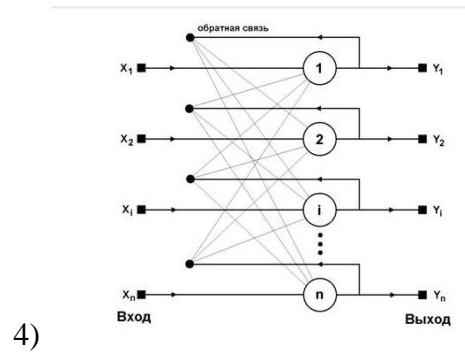 обратная связь
X1 1 Y1
X2 2 Y2
Xi i Yi
Xn n Yn
Вход Выход
4)